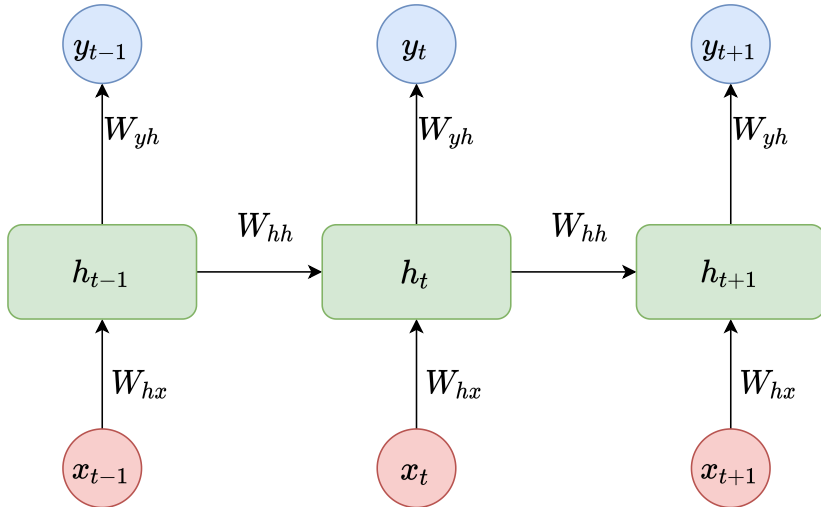 y_{t−1} y_t y_{t+1}
W_{yh} W_{yh} W_{yh}
W_{hh} W_{hh}
h_{t−1} h_t h_{t+1}
W_{hx} W_{hx} W_{hx}
x_{t−1} x_t x_{t+1}